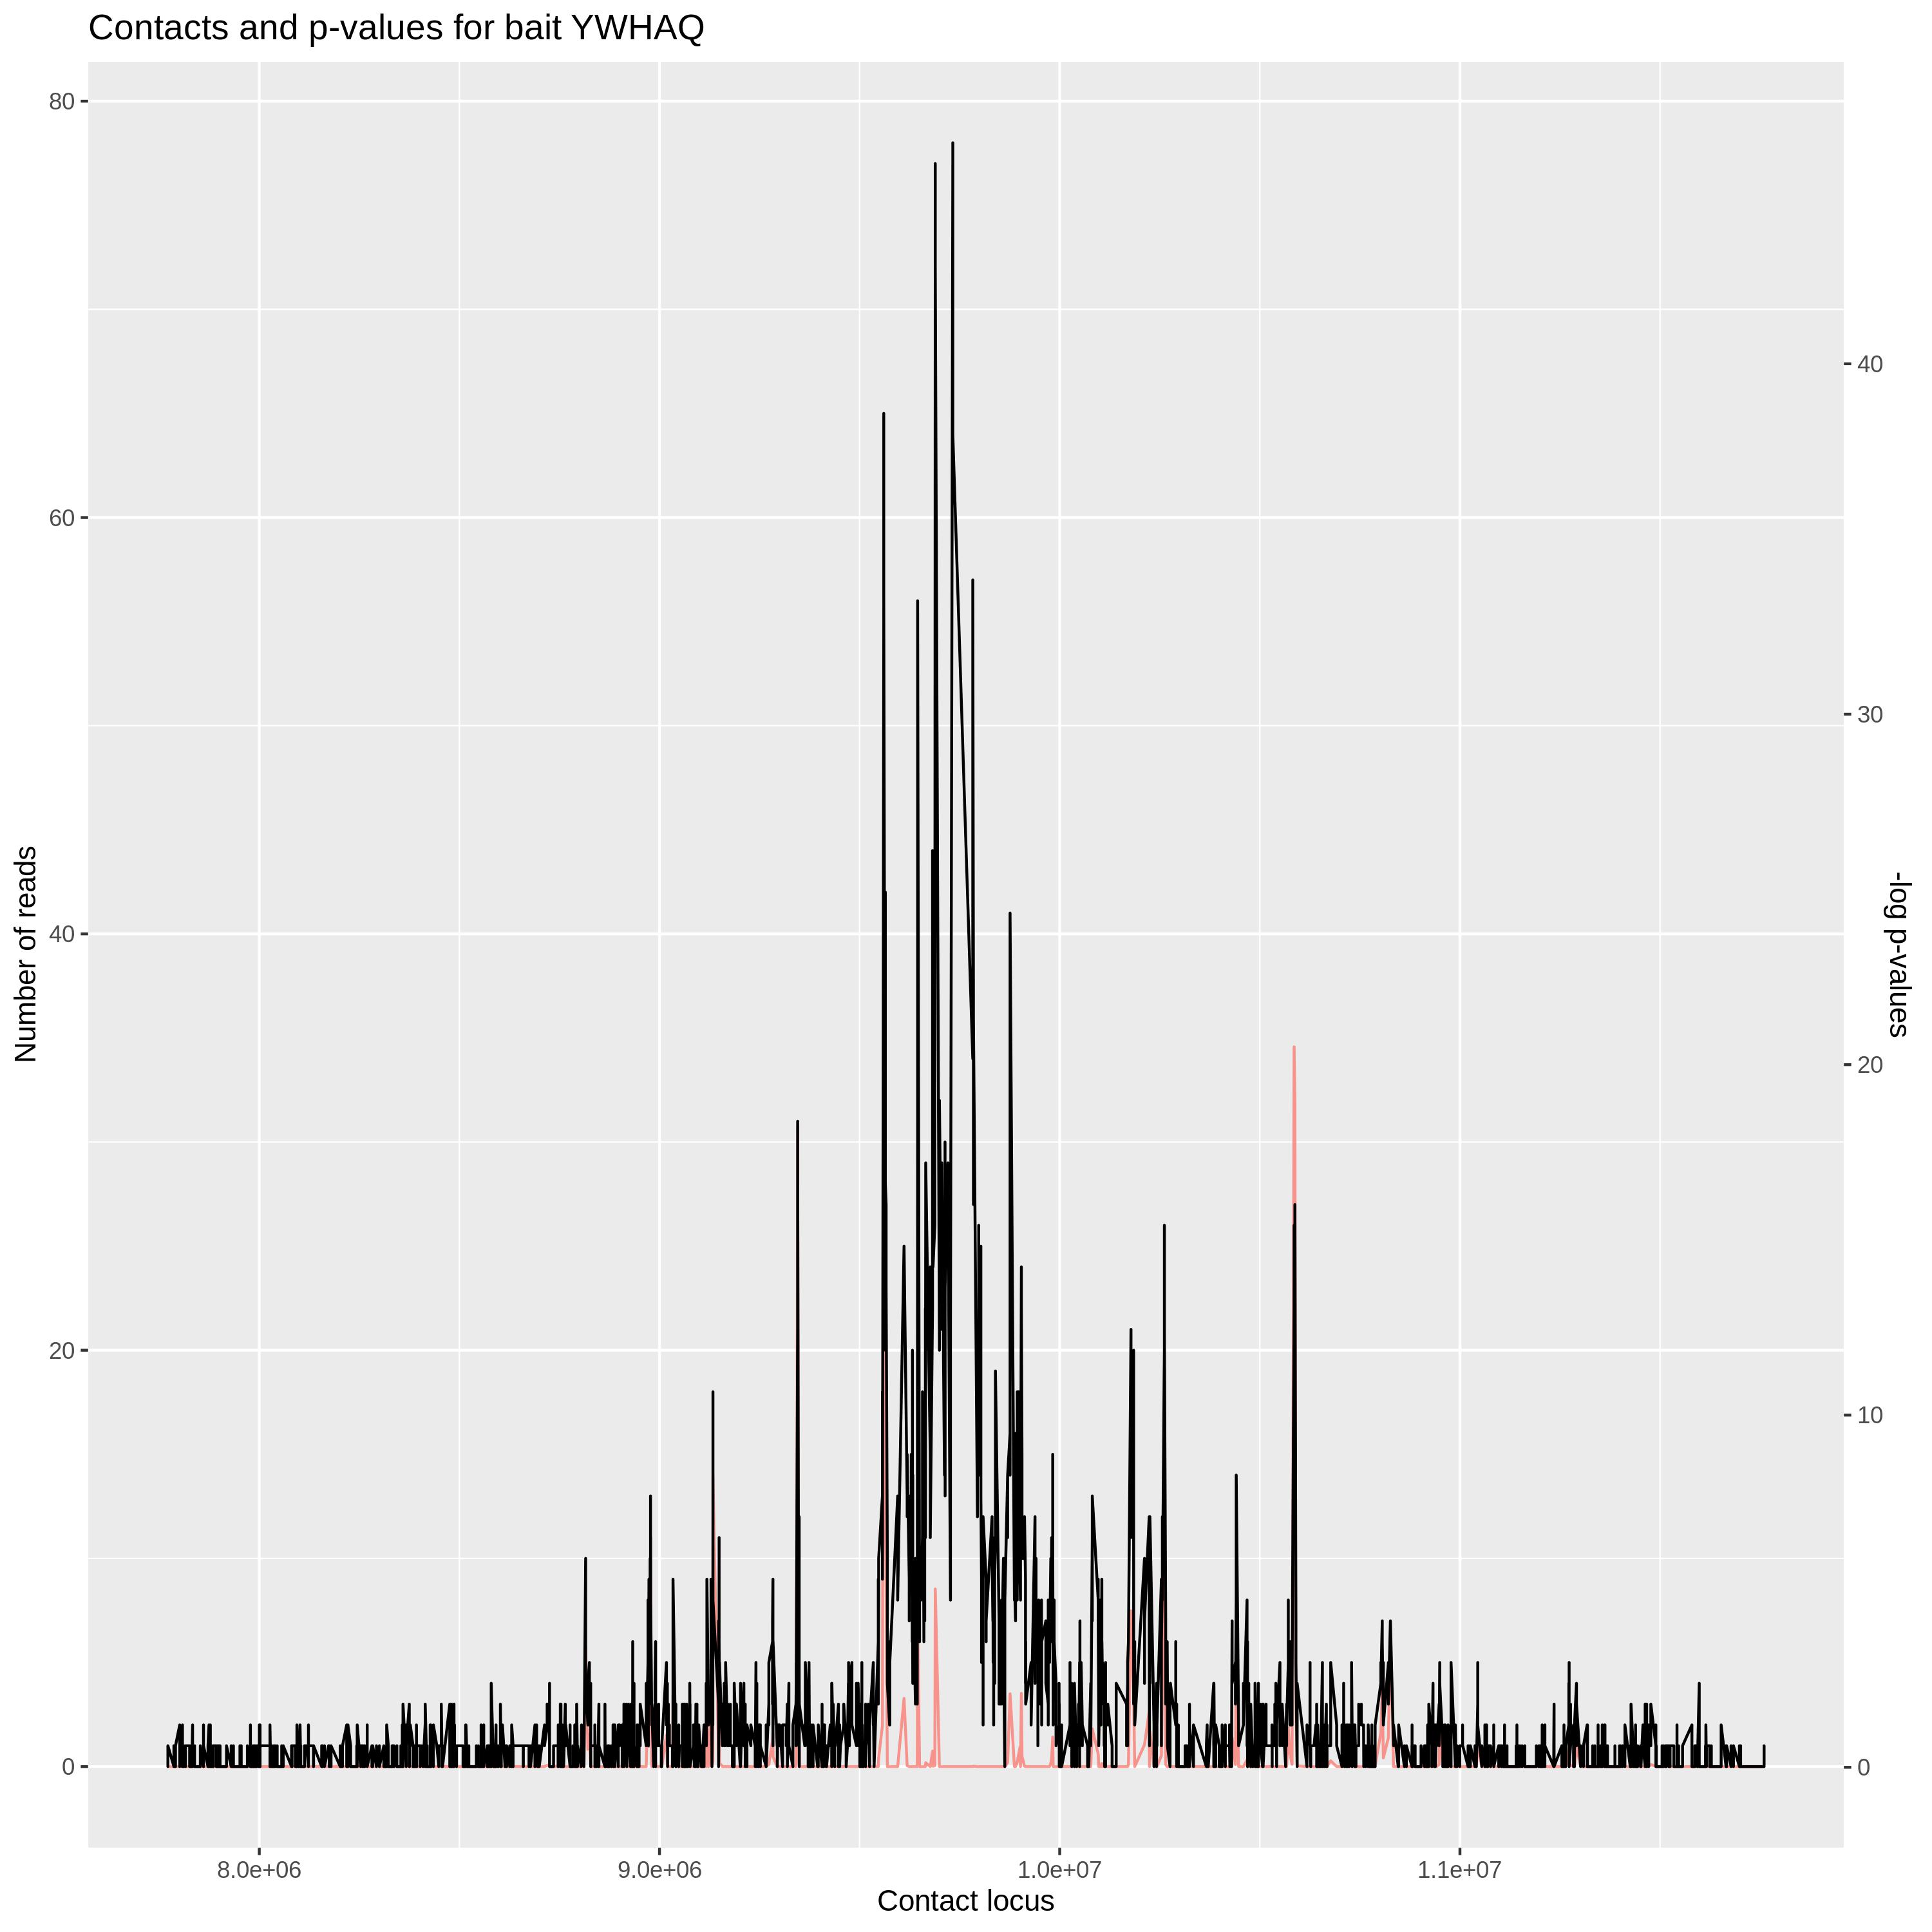 Contacts and p-values for bait YWHAQ
80
60
40
20
0
Number of reads
40
30
20
10
0
-log p-values
8.0e+06
9.0e+06
1.0e+07
1.1e+07
Contact locus